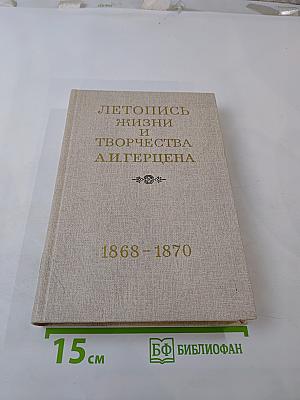 ЛЕТОПИСЬ
ЖИЗНИ И
ТВОРЧЕСТВА
А.И.ГЕРЦЕНА
1868–1870
15 СМ
БФ БИБЛИОФАН